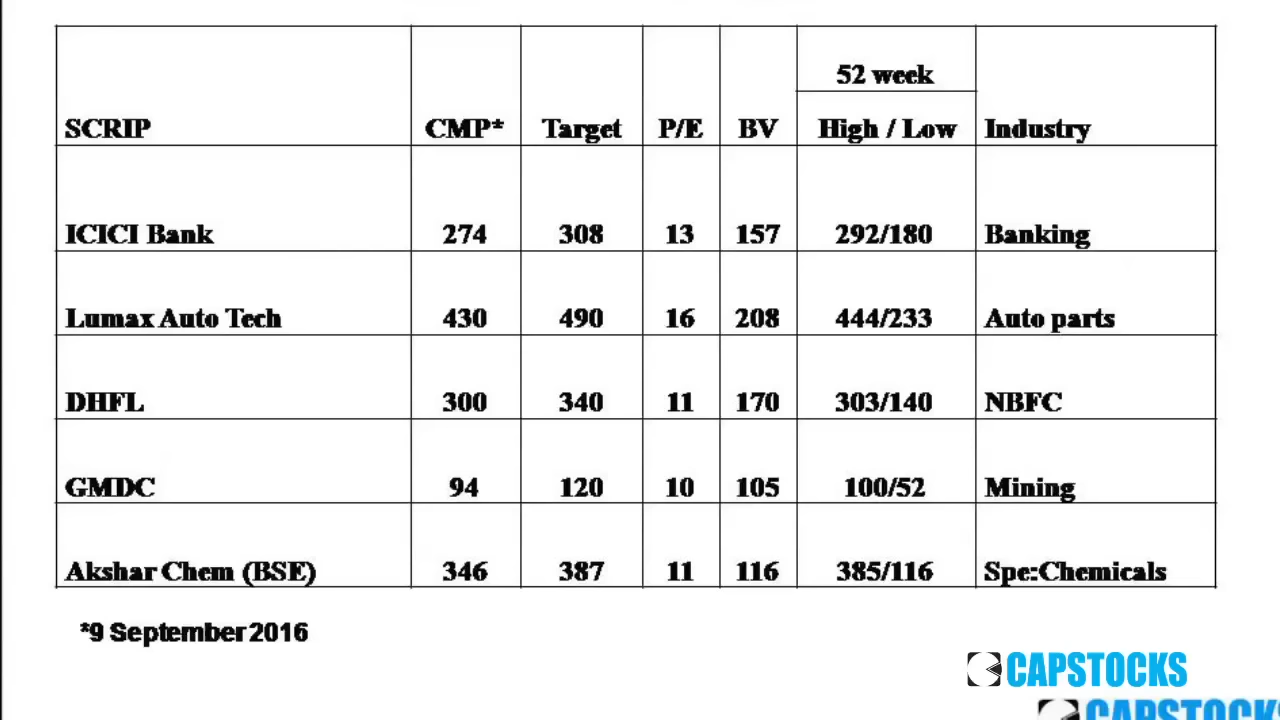 52 week
SCRIP CMP* Target P/E BV High / Low Industry
ICICI Bank 274 308 13 157 292/180 Banking
Lumax Auto Tech 430 490 16 208 444/233 Auto parts
DHFL 300 340 11 170 303/140 NBFC
GMDC 94 120 10 105 100/52 Mining
Akshar Chem (BSE) 346 387 11 116 385/116 Spe:Chemicals
*9 September 2016
CAPSTOCKS
CAPSTOCKS